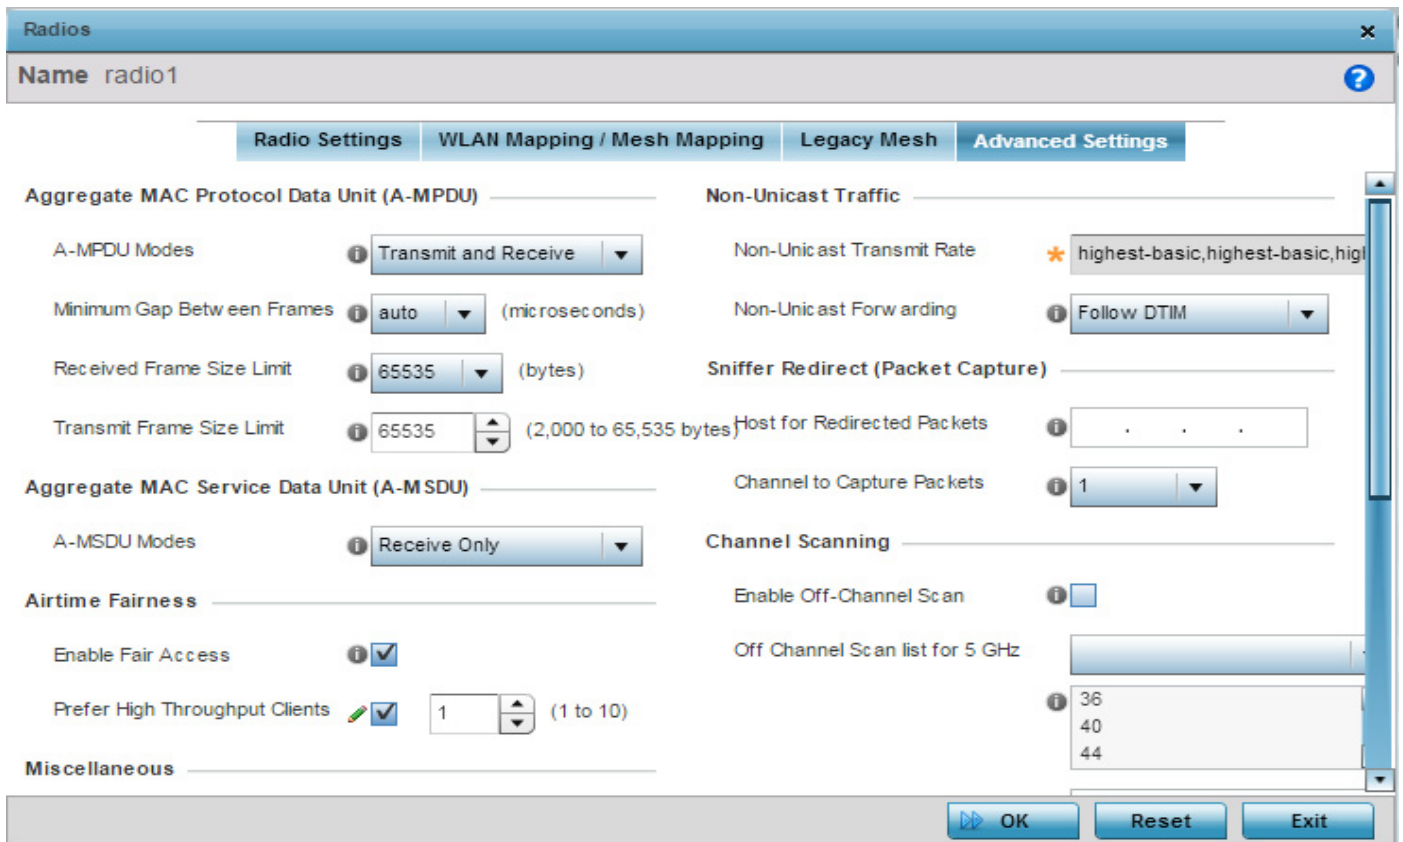 Radios
Name radio1
Radio Settings
WLAN Mapping / Mesh Mapping
Legacy Mesh
Advanced Settings
Aggregate MAC Protocol Data Unit (A-MPDU)
A-MPDU Modes Transmit and Receive
Minimum Gap Between Frames auto (microseconds)
Received Frame Size Limit 65535 (bytes)
Transmit Frame Size Limit 65535 (2,000 to 65,535 bytes)
Aggregate MAC Service Data Unit (A-MSDU)
A-MSDU Modes Receive Only
Airtime Fairness
Enable Fair Access
Prefer High Throughput Clients 1 (1 to 10)
Miscellaneous
Non-Unicast Traffic
Non-Unicast Transmit Rate highest-basic,highest-basic,high
Non-Unicast Forwarding Follow DTIM
Sniffer Redirect (Packet Capture)
Host for Redirected Packets . . .
Channel to Capture Packets 1
Channel Scanning
Enable Off-Channel Scan
Off Channel Scan list for 5 GHz
36
40
44
OK
Reset
Exit